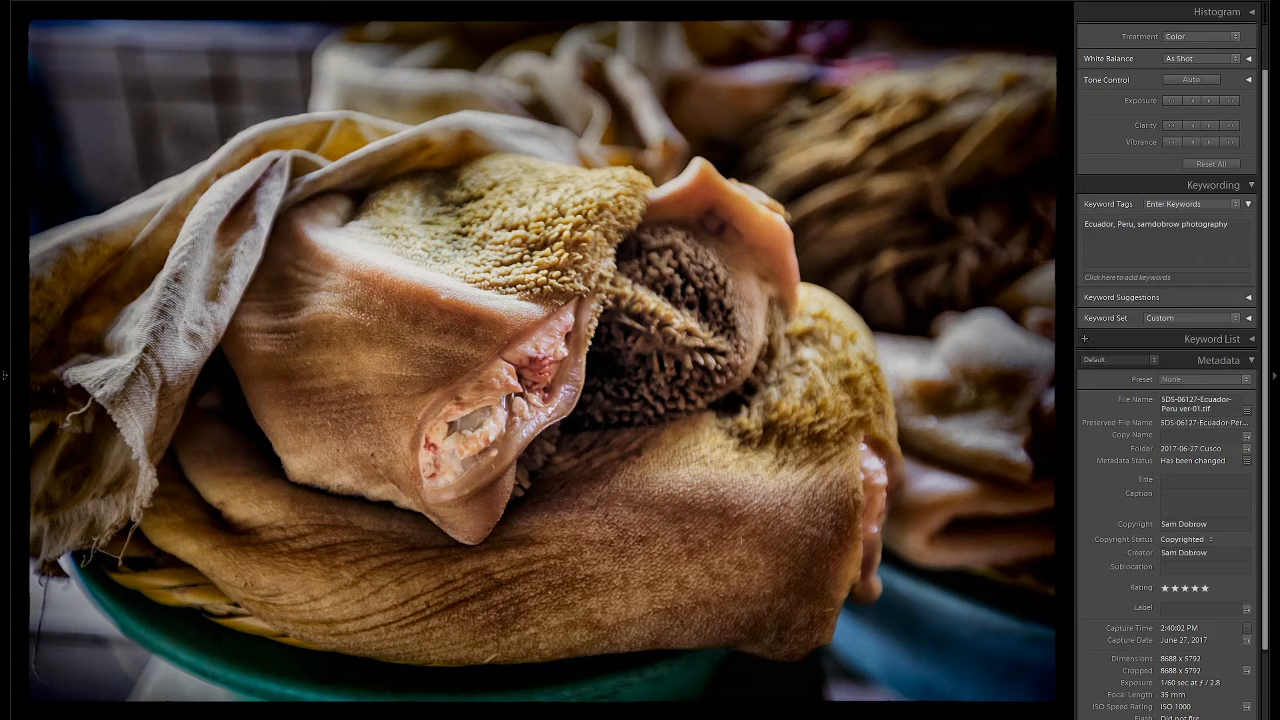 Histogram
Treatment Color
White Balance As Shot
Tone Control Auto
Exposure
Clarity
Vibrance
Reset All
Keywording
Keyword Tags Enter Keywords
Ecuador, Peru, samdobrow photography
Click here to add keywords
Keyword Suggestions
Keyword Set Custom
+ Keyword List
Default Metadata
Preset None
File Name 5DS-06127-Ecuador-
Peru ver-01.tif
Preserved File Name 5DS-06127-Ecuador-Per...
Copy Name
Folder 2017-06-27 Cusco
Metadata Status Has been changed
Title
Caption
Copyright Sam Dobrow
Copyright Status Copyrighted
Creator Sam Dobrow
Sublocation
Rating ★★★★★
Label
Capture Time 2:40:02 PM
Capture Date June 27, 2017
Dimensions 8688 x 5792
Cropped 8688 x 5792
Exposure 1/60 sec at ƒ / 2.8
Focal Length 35 mm
ISO Speed Rating ISO 1000
Flash Did not fire